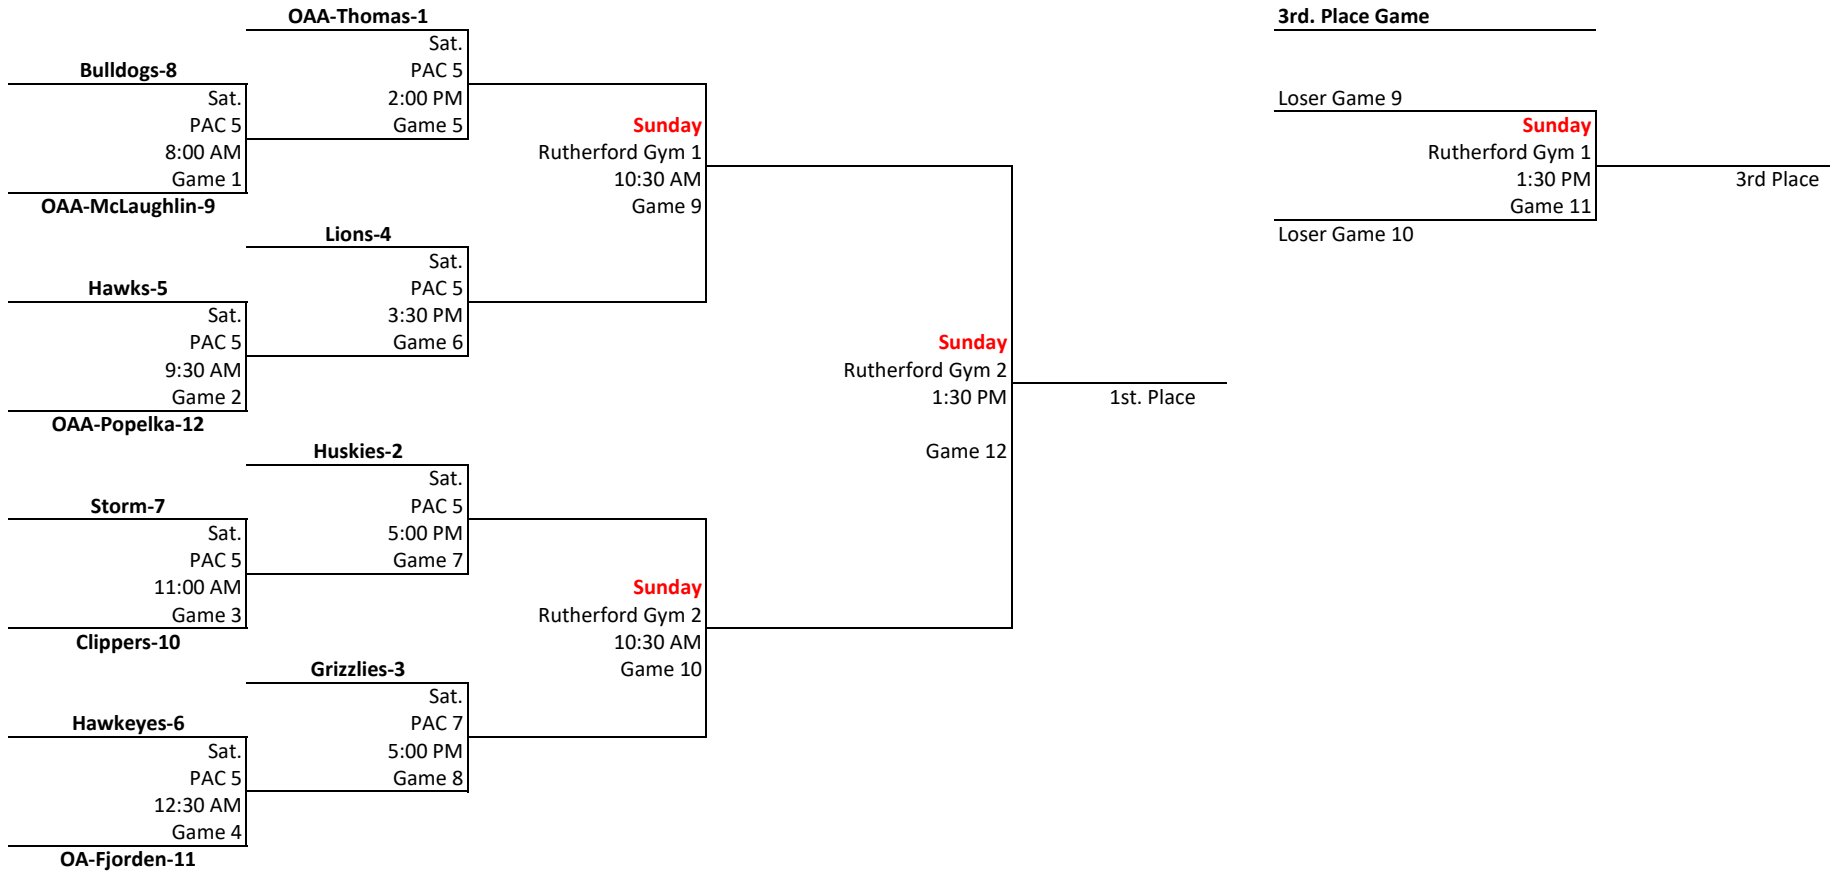 OAA-Thomas-1
Sat.
PAC 5
2:00 PM
Game 5
Bulldogs-8
Sat.
PAC 5
8:00 AM
Game 1
OAA-McLaughlin-9
Sunday
Rutherford Gym 1
10:30 AM
Game 9
Lions-4
Sat.
PAC 5
3:30 PM
Game 6
Hawks-5
Sat.
PAC 5
9:30 AM
Game 2
OAA-Popelka-12
Sunday
Rutherford Gym 2
1:30 PM
Game 12
1st. Place
Huskies-2
Sat.
PAC 5
5:00 PM
Game 7
Storm-7
Sat.
PAC 5
11:00 AM
Game 3
Clippers-10
Sunday
Rutherford Gym 2
10:30 AM
Game 10
Grizzlies-3
Sat.
PAC 7
5:00 PM
Game 8
Hawkeyes-6
Sat.
PAC 5
12:30 AM
Game 4
OA-Fjorden-11
3rd. Place Game
Loser Game 9
Sunday
Rutherford Gym 1
1:30 PM
Game 11
Loser Game 10
3rd Place